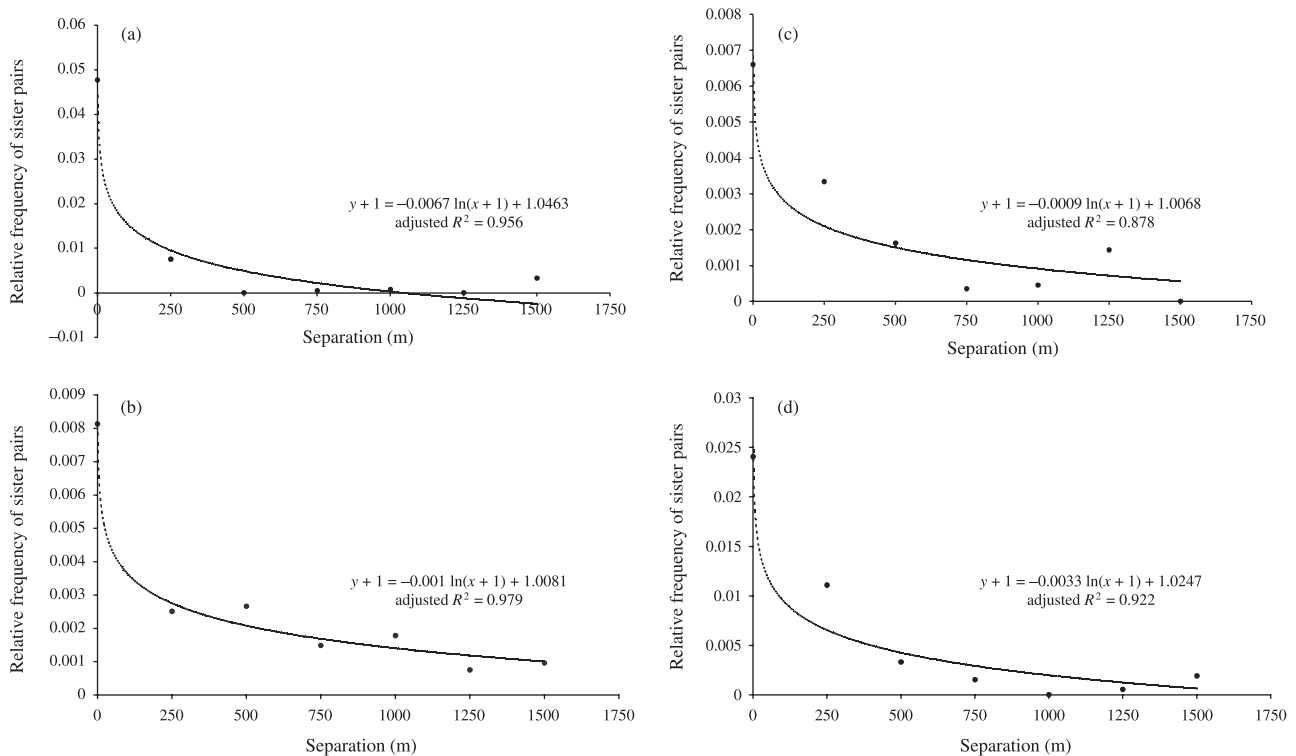 (a)
Relative frequency of sister pairs
0.06
0.05
0.04
0.03
0.02
0.01
0
–0.01
y + 1 = –0.0067 ln(x + 1) + 1.0463
adjusted R² = 0.956
0 250 500 750 1000 1250 1500 1750
Separation (m)
(c)
Relative frequency of sister pairs
0.008
0.007
0.006
0.005
0.004
0.003
0.002
0.001
0
y + 1 = –0.0009 ln(x + 1) + 1.0068
adjusted R² = 0.878
0 250 500 750 1000 1250 1500 1750
Separation (m)
(b)
Relative frequency of sister pairs
0.009
0.008
0.007
0.006
0.005
0.004
0.003
0.002
0.001
0
y + 1 = –0.001 ln(x + 1) + 1.0081
adjusted R² = 0.979
0 250 500 750 1000 1250 1500 1750
Separation (m)
(d)
Relative frequency of sister pairs
0.03
0.025
0.02
0.015
0.01
0.005
0
y + 1 = –0.0033 ln(x + 1) + 1.0247
adjusted R² = 0.922
0 250 500 750 1000 1250 1500 1750
Separation (m)